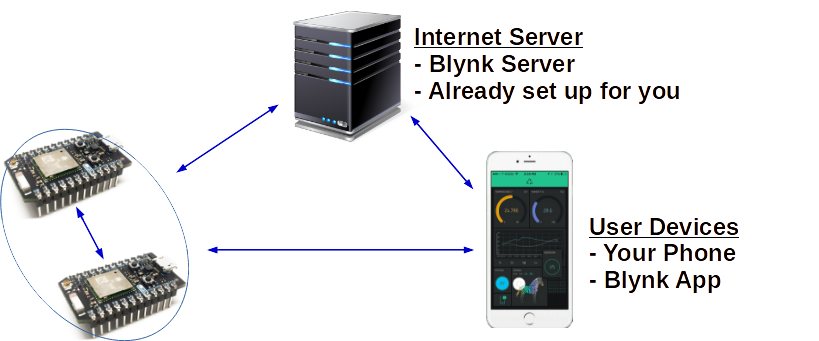 Internet Server
- Blynk Server
- Already set up for you
User Devices
- Your Phone
- Blynk App